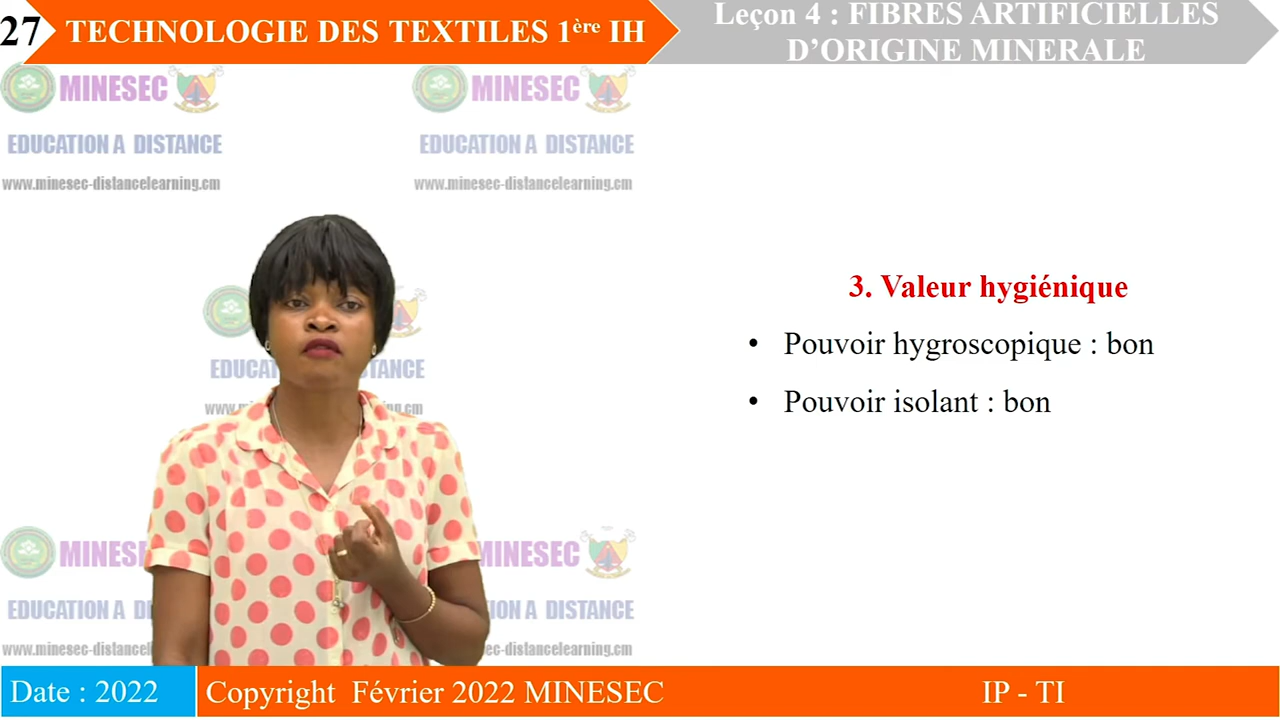 27
TECHNOLOGIE DES TEXTILES 1ère IH
Leçon 4 : FIBRES ARTIFICIELLES
D’ORIGINE MINERALE
MINESEC
MINESEC
EDUCATION A DISTANCE
EDUCATION A DISTANCE
www.minesec-distancelearning.cm
www.minesec-distancelearning.cm
3. Valeur hygiénique
• Pouvoir hygroscopique : bon
• Pouvoir isolant : bon
MINESEC
EDUCATION A DISTANCE
www.minesec-distancelearning.cm
Date : 2022
Copyright Février 2022 MINESEC
IP - TI